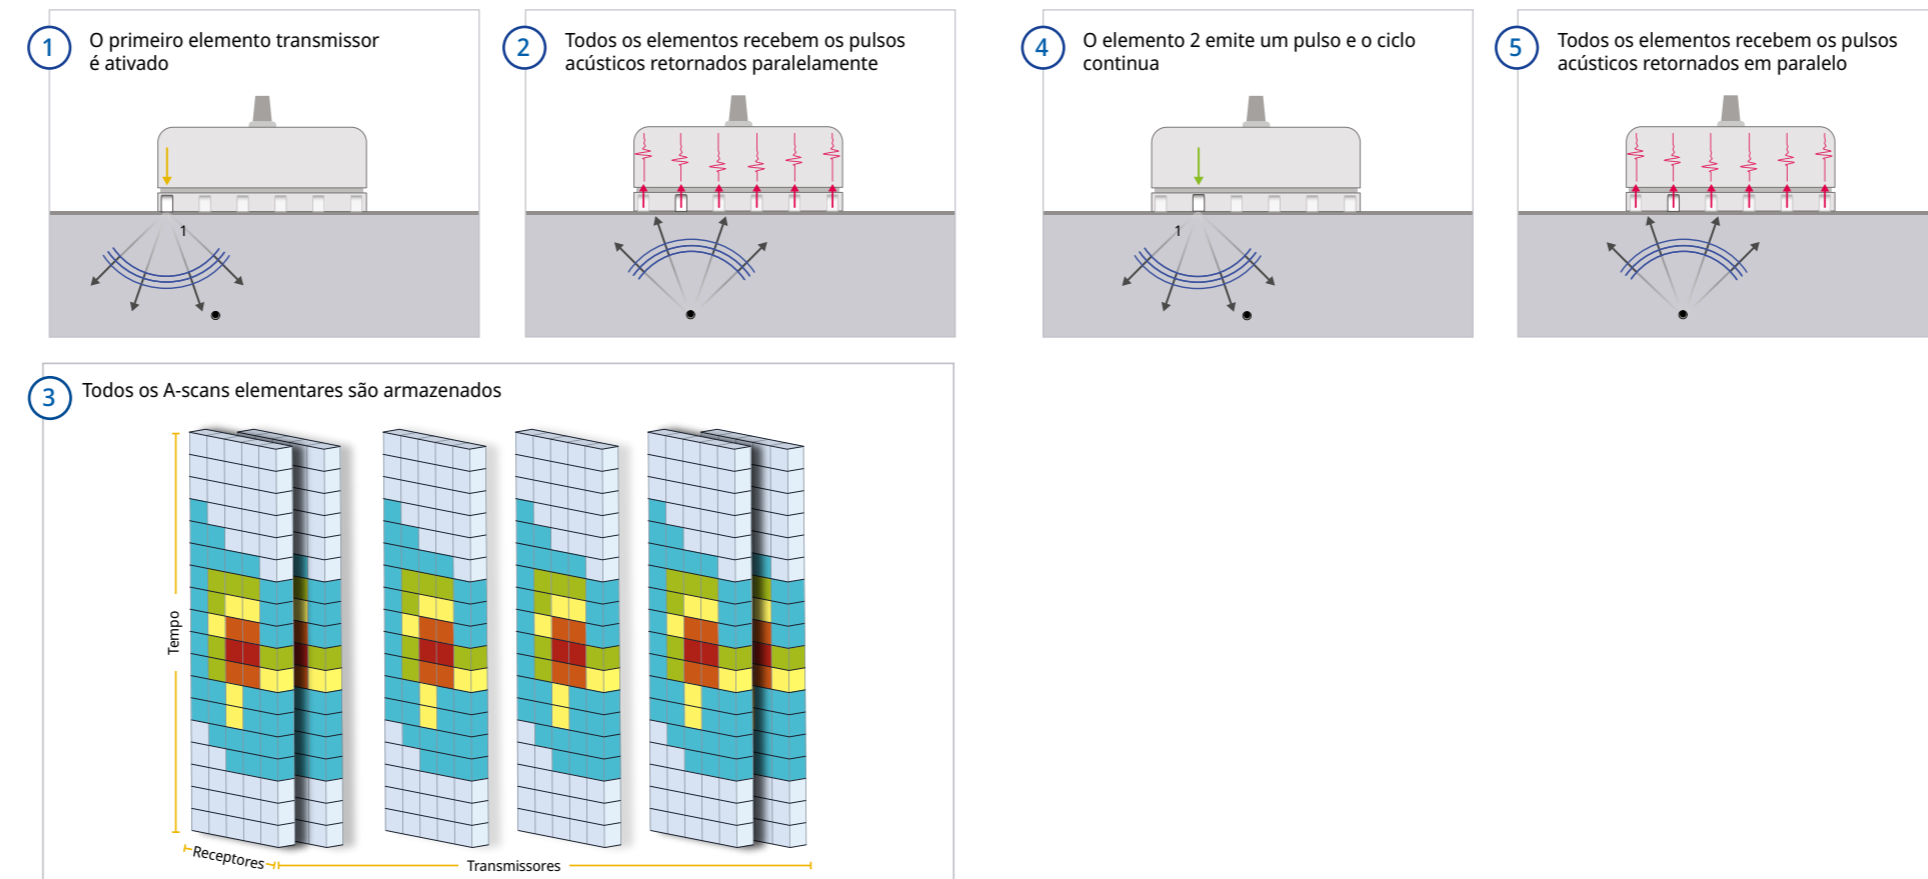 1
O primeiro elemento transmissor
é ativado
1
2
Todos os elementos recebem os pulsos
acústicos retornados paralelamente
3
Todos os A-scans elementares são armazenados
Tempo
Receptores
Transmissores
4
O elemento 2 emite um pulso e o ciclo
continua
1
5
Todos os elementos recebem os pulsos
acústicos retornados em paralelo